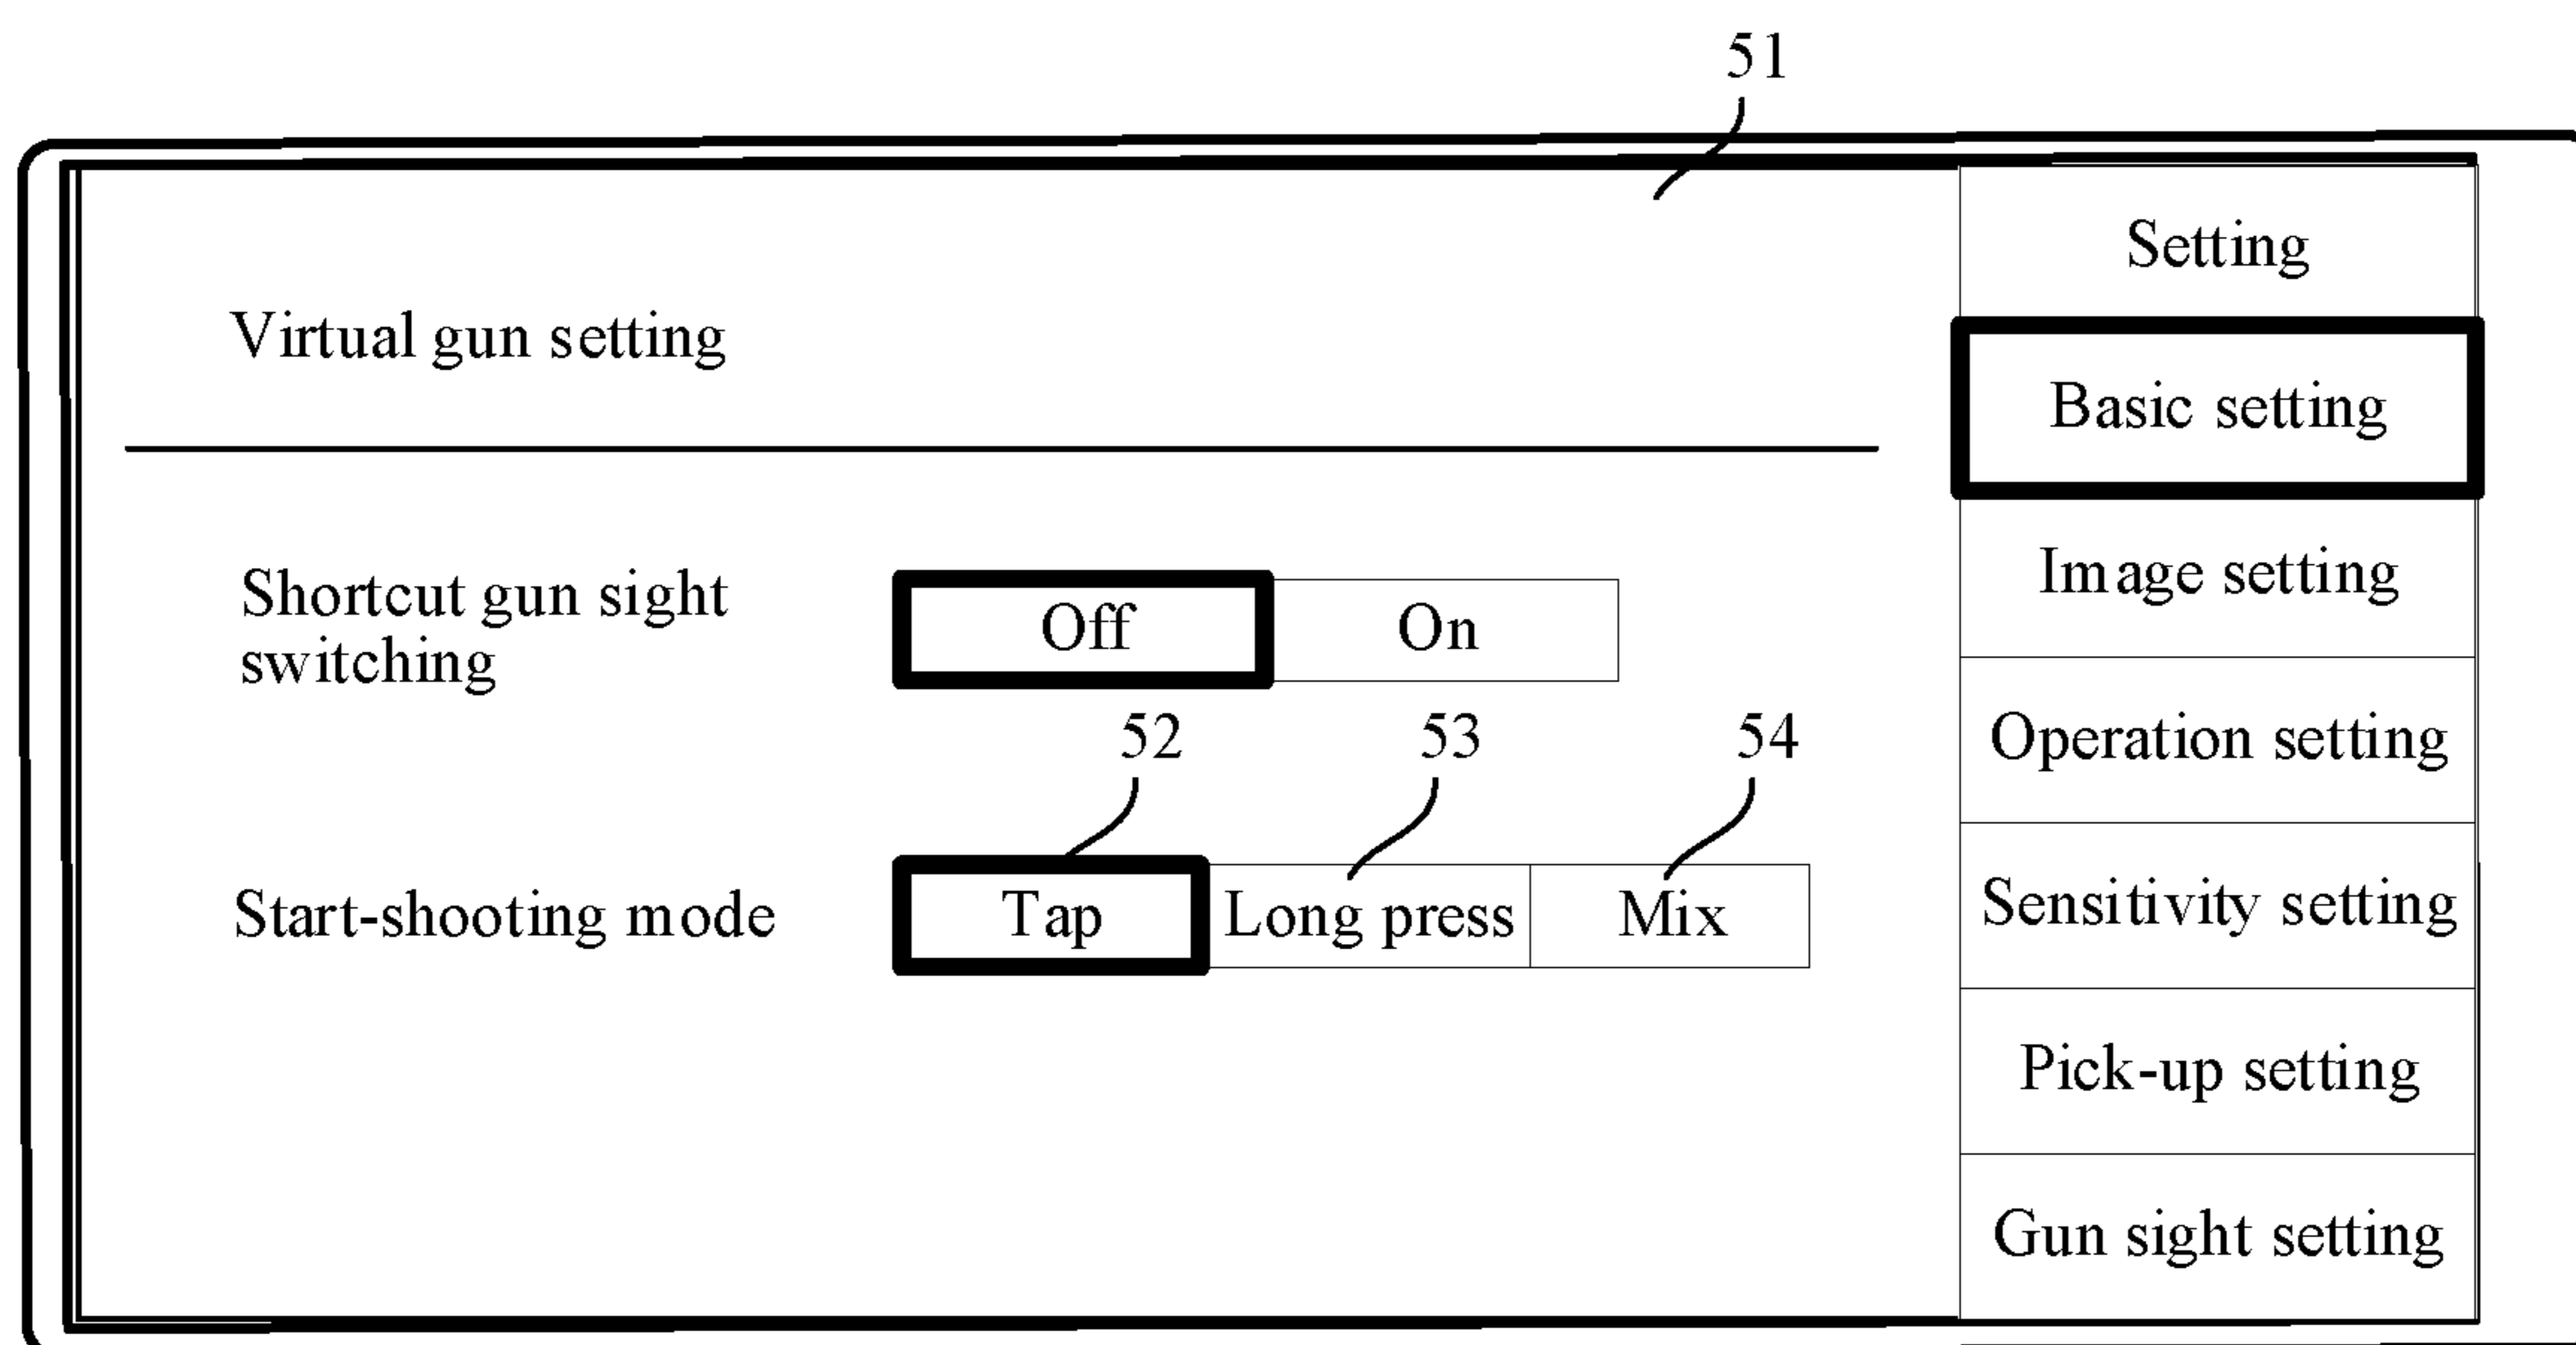 51
Virtual gun setting
Shortcut gun sight
switching
Off
On
52
53
54
Start-shooting mode
Tap
Long press
Mix
Setting
Basic setting
Image setting
Operation setting
Sensitivity setting
Pick-up setting
Gun sight setting